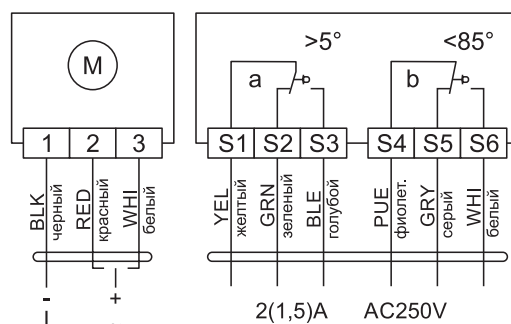 M
>5°
<85°
a
b
1 2 3
S1 S2 S3
S4 S5 S6
BLK
черный
RED
красный
WHI
белый
YEL
желтый
GRN
зеленый
BLE
голубой
PUE
фиолет.
GRY
серый
WHI
белый
- +
2(1,5)A AC250V